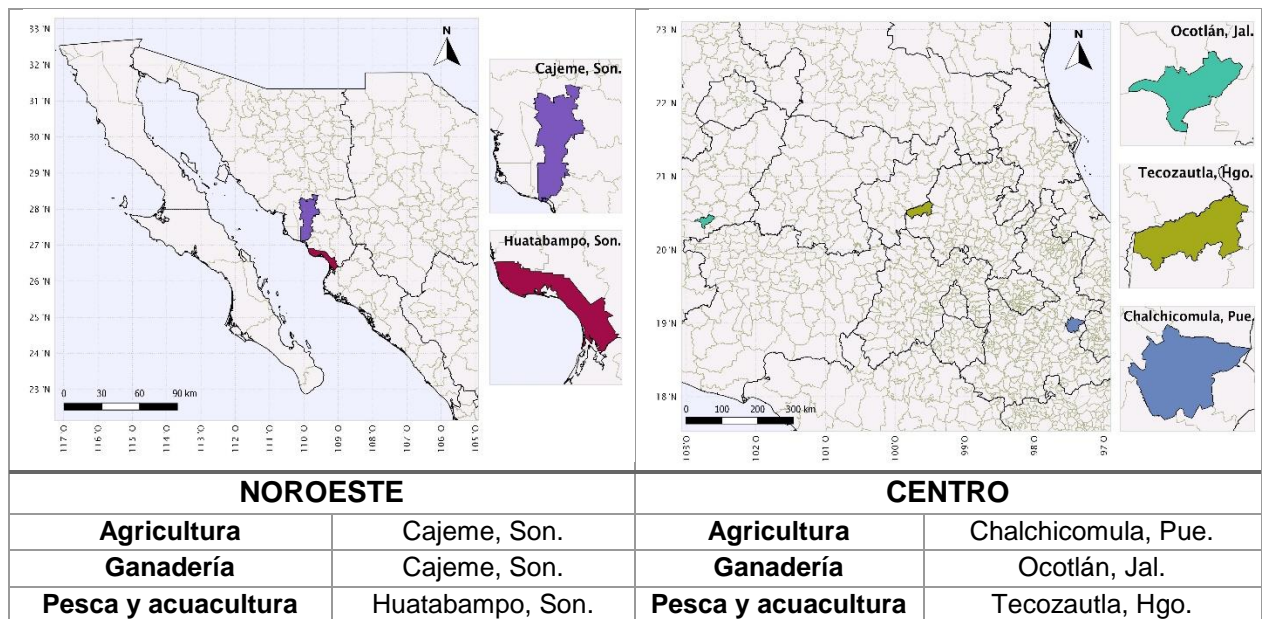 33 °N
32 °N
31 °N
30 °N
29 °N
28 °N
27 °N
26 °N
25 °N
24 °N
23 °N
N
0 30 60 90 km
117 °O 116 °O 115 °O 114 °O 113 °O 112 °O 111 °O 110 °O 109 °O 108 °O 107 °O 106 °O 105 °O
Cajeme, Son.
Huatabampo, Son.
23 °N
22 °N
21 °N
20 °N
19 °N
18 °N
N
0 100 200 300 km
103 °O 102 °O 101 °O 100 °O 99 °O 98 °O 97 °O
Ocotlán, Jal.
Tecozautla, Hgo.
Chalchicomula, Pue.
NOROESTE CENTRO
Agricultura Cajeme, Son. Agricultura Chalchicomula, Pue.
Ganadería Cajeme, Son. Ganadería Ocotlán, Jal.
Pesca y acuacultura Huatabampo, Son. Pesca y acuacultura Tecozautla, Hgo.